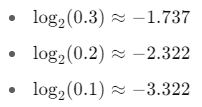 • log₂(0.3) ≈ −1.737
• log₂(0.2) ≈ −2.322
• log₂(0.1) ≈ −3.322